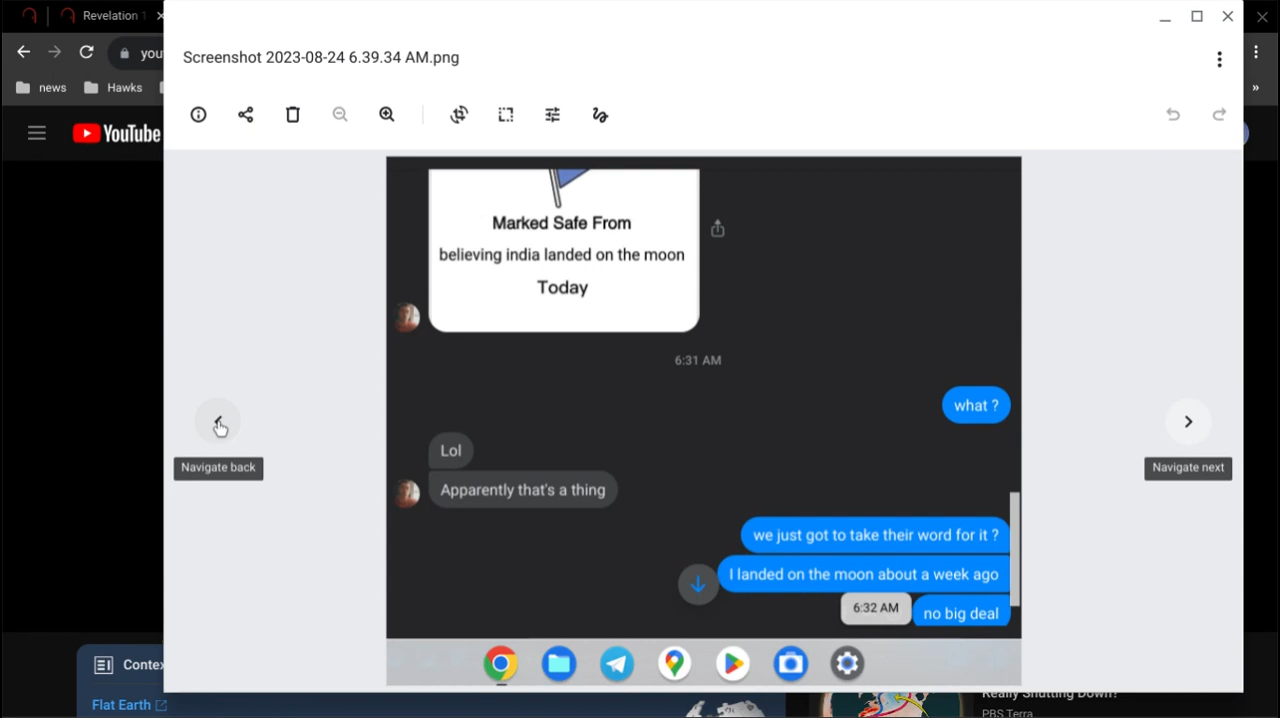 Revelation 1
you
news
Hawks
YouTube
Screenshot 2023-08-24 6.39.34 AM.png
Marked Safe From
believing india landed on the moon
Today
6:31 AM
what ?
Lol
Apparently that's a thing
we just got to take their word for it ?
I landed on the moon about a week ago
6:32 AM
no big deal
Navigate back
Navigate next
Contex
Flat Earth
Really Shutting Down?
PBS Terra